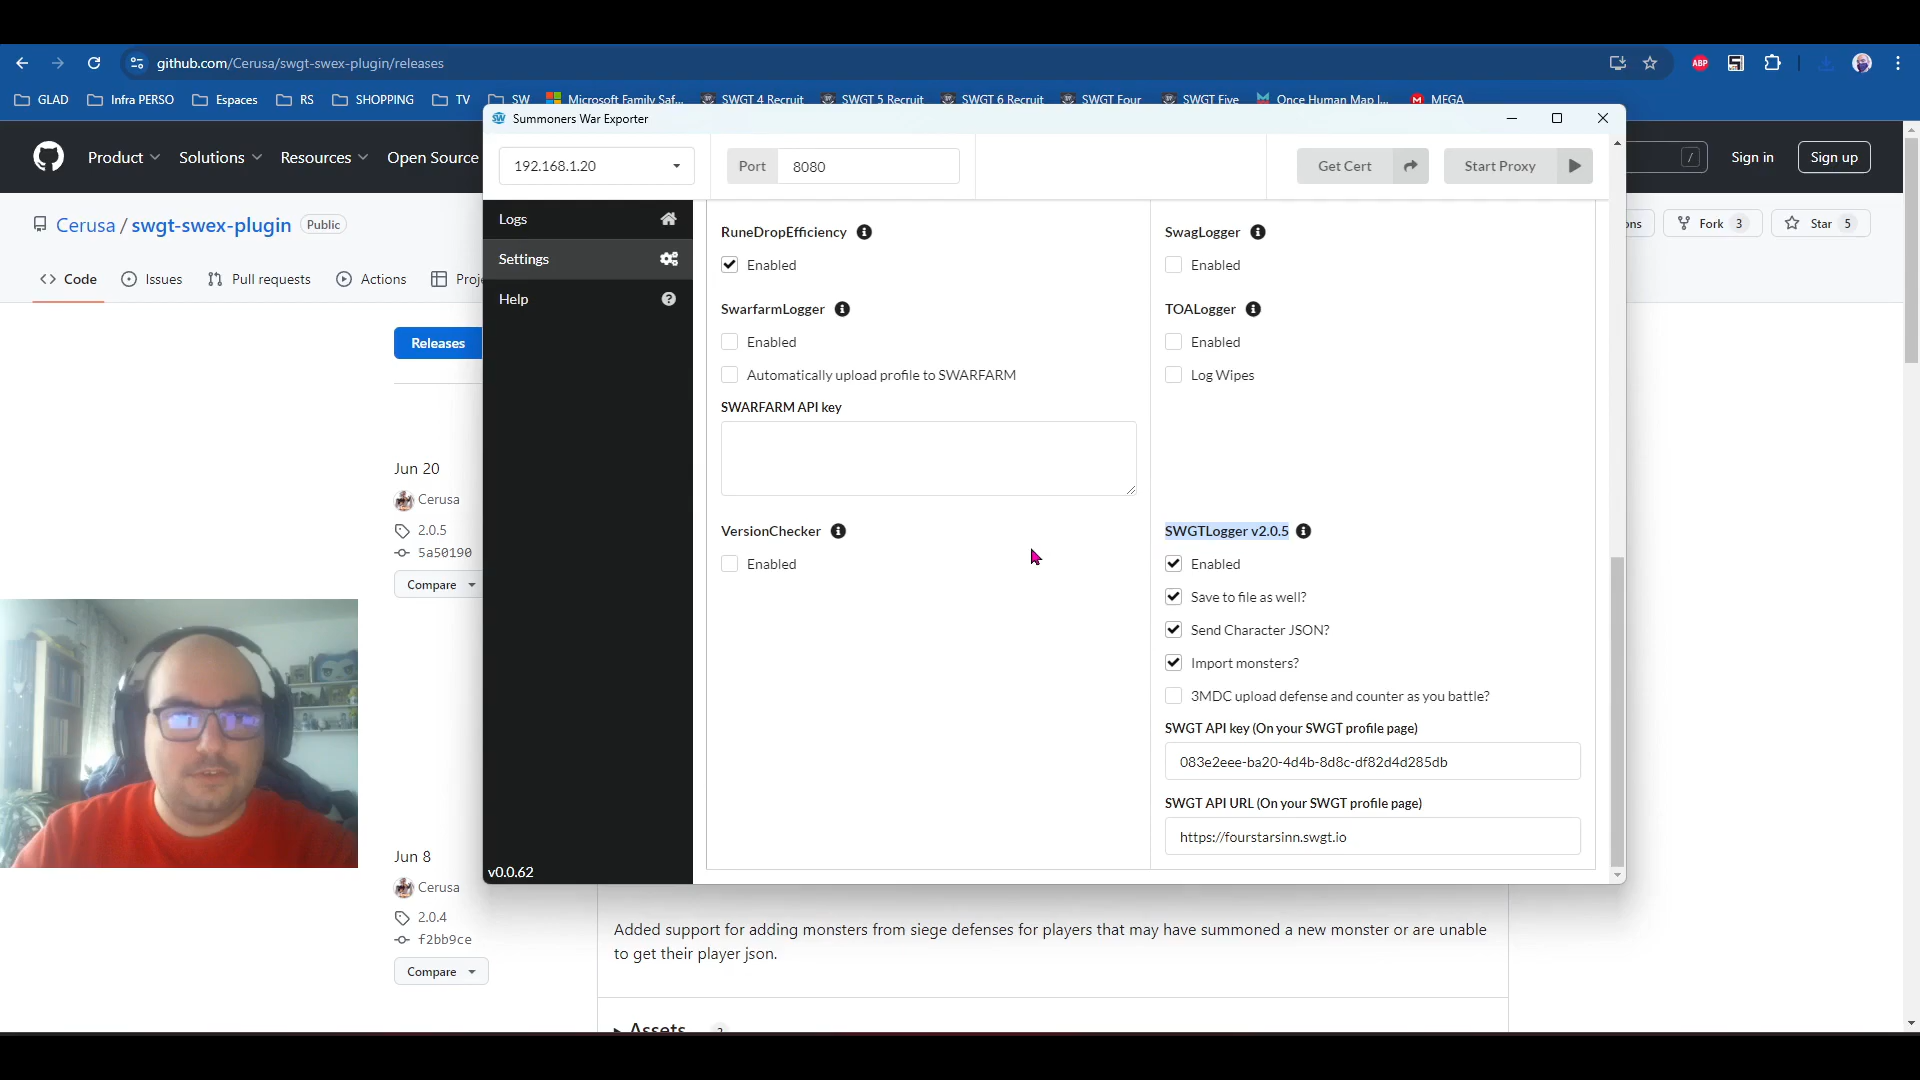 github.com/Cerusa/swgt-swex-plugin/releases
ABP
GLAD Infra PERSO Espaces RS SHOPPING TV SW Microsoft Family Saf... SWGT 4 Recruit SWGT 5 Recruit SWGT 6 Recruit SWGT Four SWGT Five Once Human Map I... MEGA
Summoners War Exporter
Product Solutions Resources Open Source
192.168.1.20
Port 8080
Get Cert
Start Proxy
/
Sign in
Sign up
Cerusa / swgt-swex-plugin Public
Fork 3
Star 5
Code Issues Pull requests Actions
Releases
Jun 20
Cerusa
2.0.5
5a50190
Compare
Jun 8
Cerusa
2.0.4
f2bb9ce
Compare
Logs
Settings
Help
v0.0.62
RuneDropEfficiency
Enabled
SwarfarmLogger
Enabled
Automatically upload profile to SWARFARM
SWARFARM API key
VersionChecker
Enabled
SwagLogger
Enabled
TOALogger
Enabled
Log Wipes
SWGTLogger v2.0.5
Enabled
Save to file as well?
Send Character JSON?
Import monsters?
3MDC upload defense and counter as you battle?
SWGT API key (On your SWGT profile page)
083e2eee-ba20-4d4b-8d8c-df82d4d285db
SWGT API URL (On your SWGT profile page)
https://fourstarsinn.swgt.io
Added support for adding monsters from siege defenses for players that may have summoned a new monster or are unable
to get their player json.
Assets